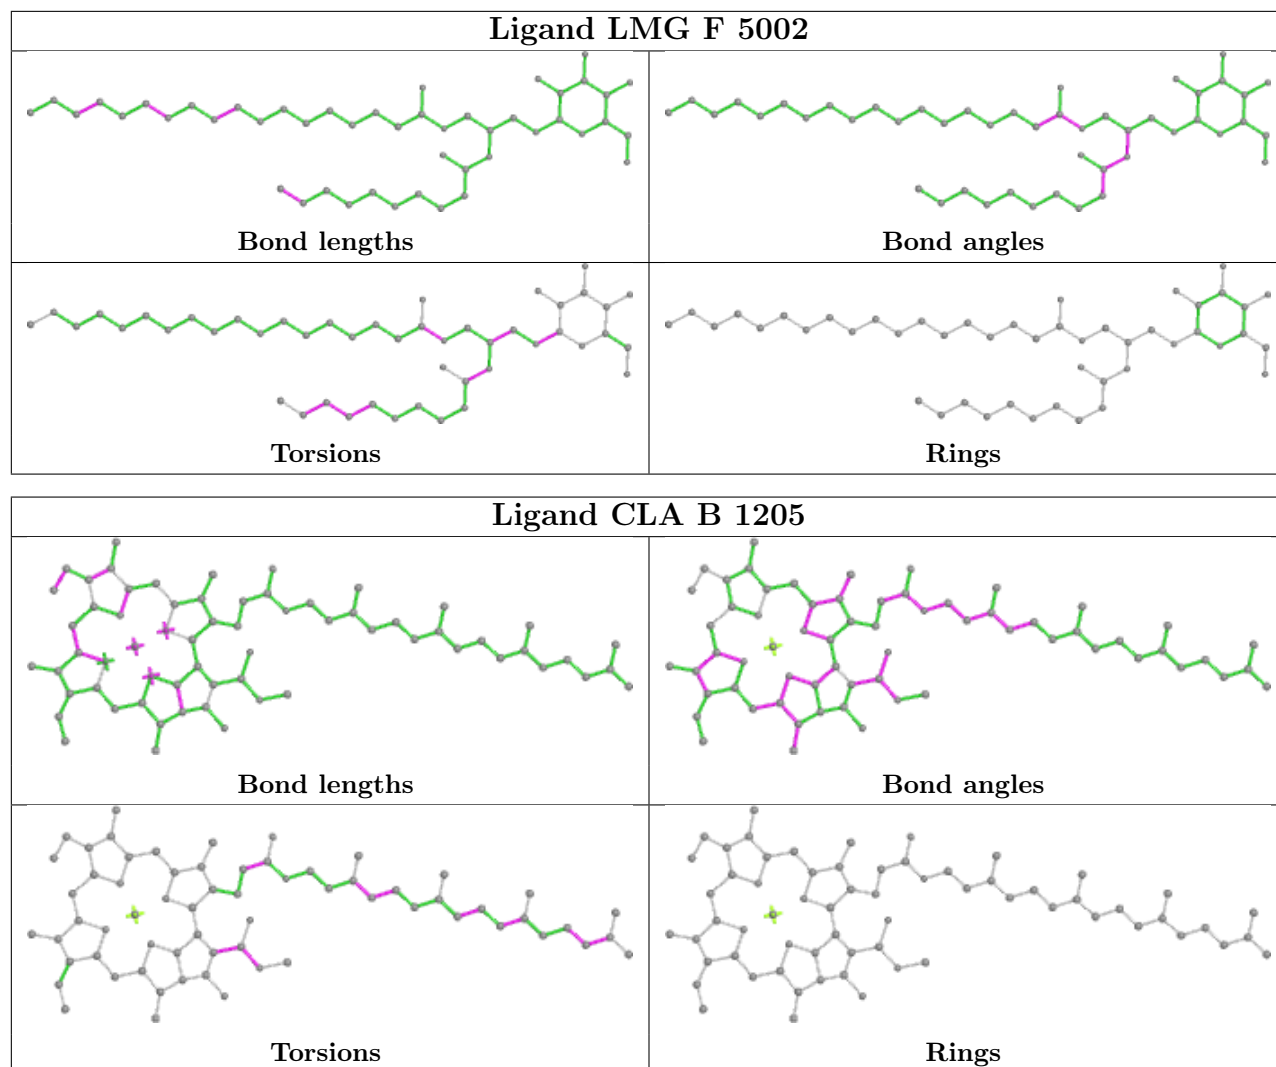 Ligand LMG F 5002
Bond lengths
Bond angles
Torsions
Rings
Ligand CLA B 1205
Bond lengths
Bond angles
Torsions
Rings